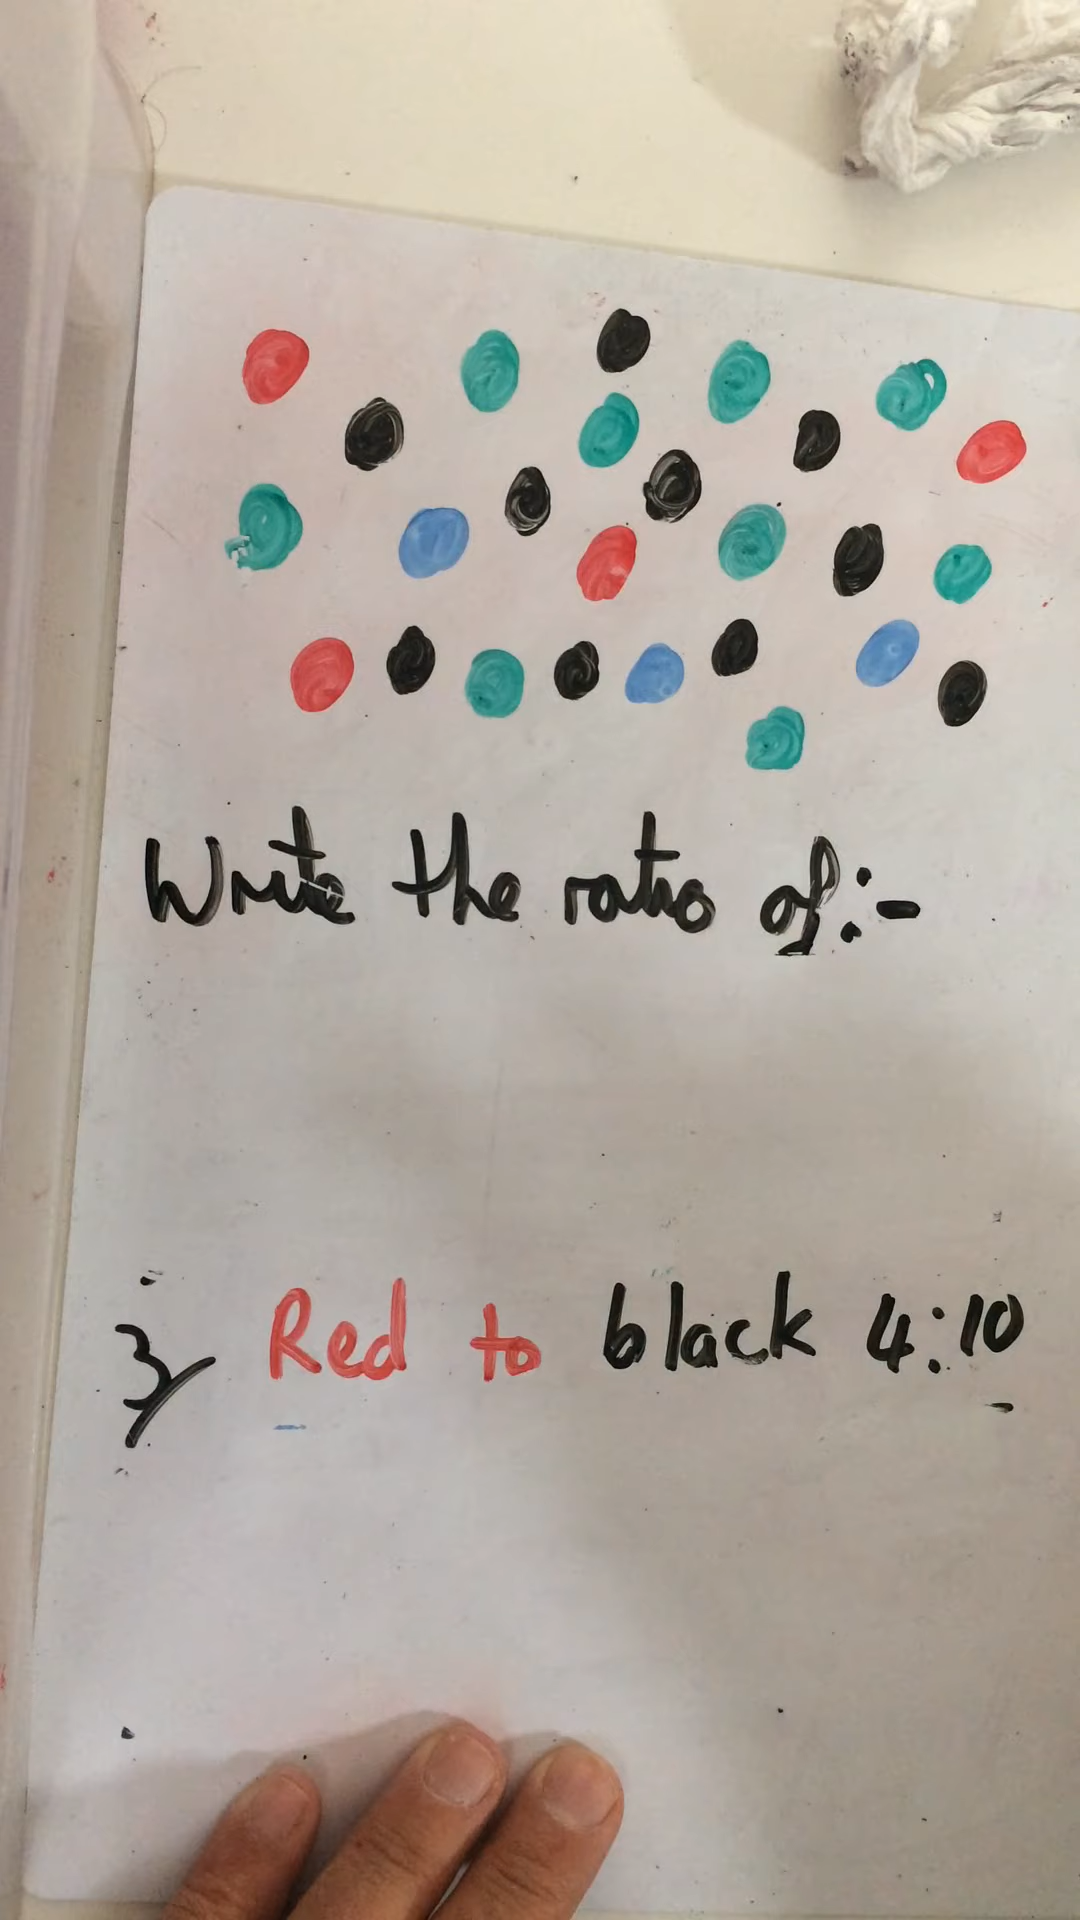 Write the ratio of:-
3) Red to black 4:10